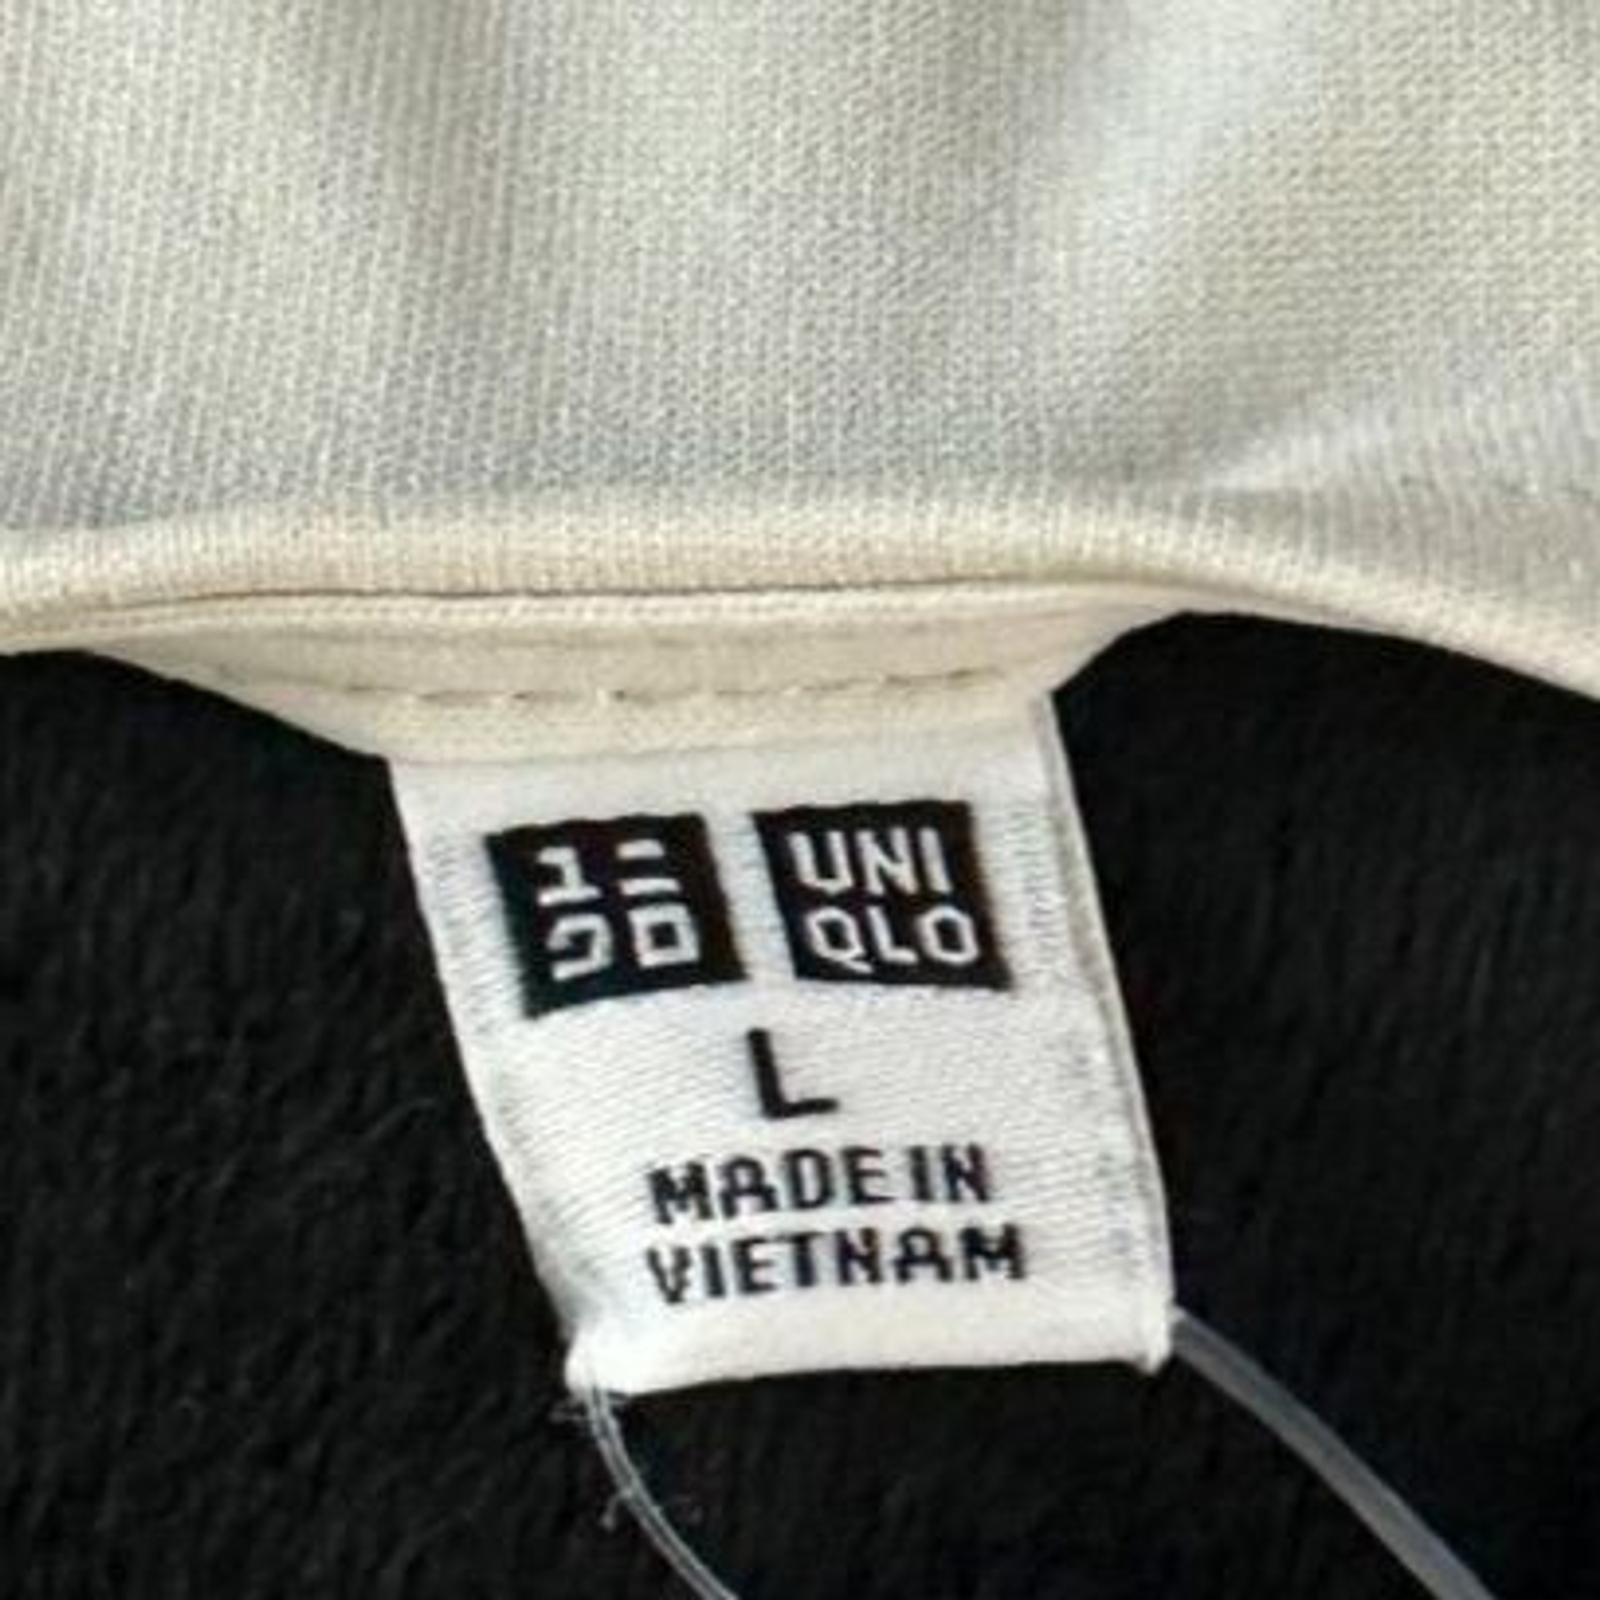 ユニ
クロ
UNI
QLO
L
MADE IN
VIETNAM